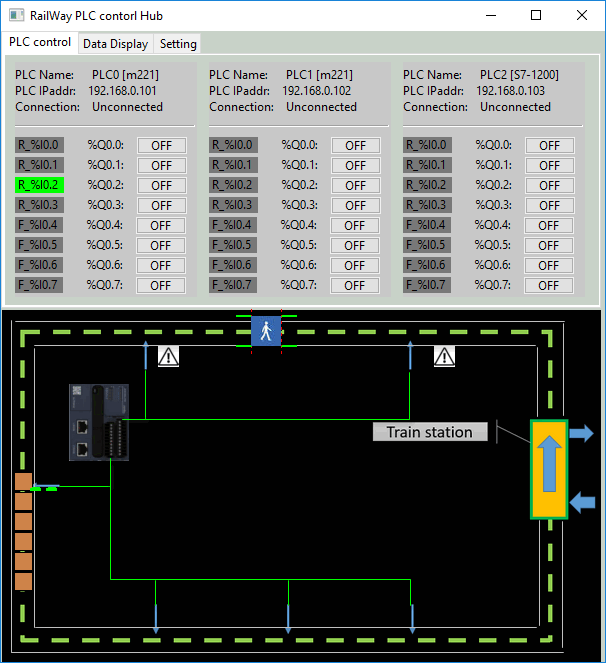 RailWay PLC contorl Hub
PLC control Data Display Setting
PLC Name: PLC0 [m221] PLC Name: PLC1 [m221] PLC Name: PLC2 [S7-1200]
PLC IPaddr: 192.168.0.101 PLC IPaddr: 192.168.0.102 PLC IPaddr: 192.168.0.103
Connection: Unconnected Connection: Unconnected Connection: Unconnected
R_%I0.0 %Q0.0: OFF R_%I0.0 %Q0.0: OFF R_%I0.0 %Q0.0: OFF
R_%I0.1 %Q0.1: OFF R_%I0.1 %Q0.1: OFF R_%I0.1 %Q0.1: OFF
R_%I0.2 %Q0.2: OFF R_%I0.2 %Q0.2: OFF R_%I0.2 %Q0.2: OFF
R_%I0.3 %Q0.3: OFF R_%I0.3 %Q0.3: OFF R_%I0.3 %Q0.3: OFF
F_%I0.4 %Q0.4: OFF F_%I0.4 %Q0.4: OFF F_%I0.4 %Q0.4: OFF
F_%I0.5 %Q0.5: OFF F_%I0.5 %Q0.5: OFF F_%I0.5 %Q0.5: OFF
F_%I0.6 %Q0.6: OFF F_%I0.6 %Q0.6: OFF F_%I0.6 %Q0.6: OFF
F_%I0.7 %Q0.7: OFF F_%I0.7 %Q0.7: OFF F_%I0.7 %Q0.7: OFF
Train station